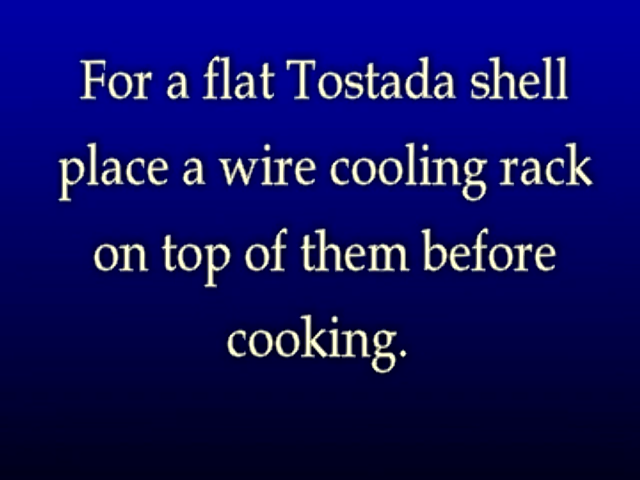 For a flat Tostada shell
place a wire cooling rack
on top of them before
cooking.